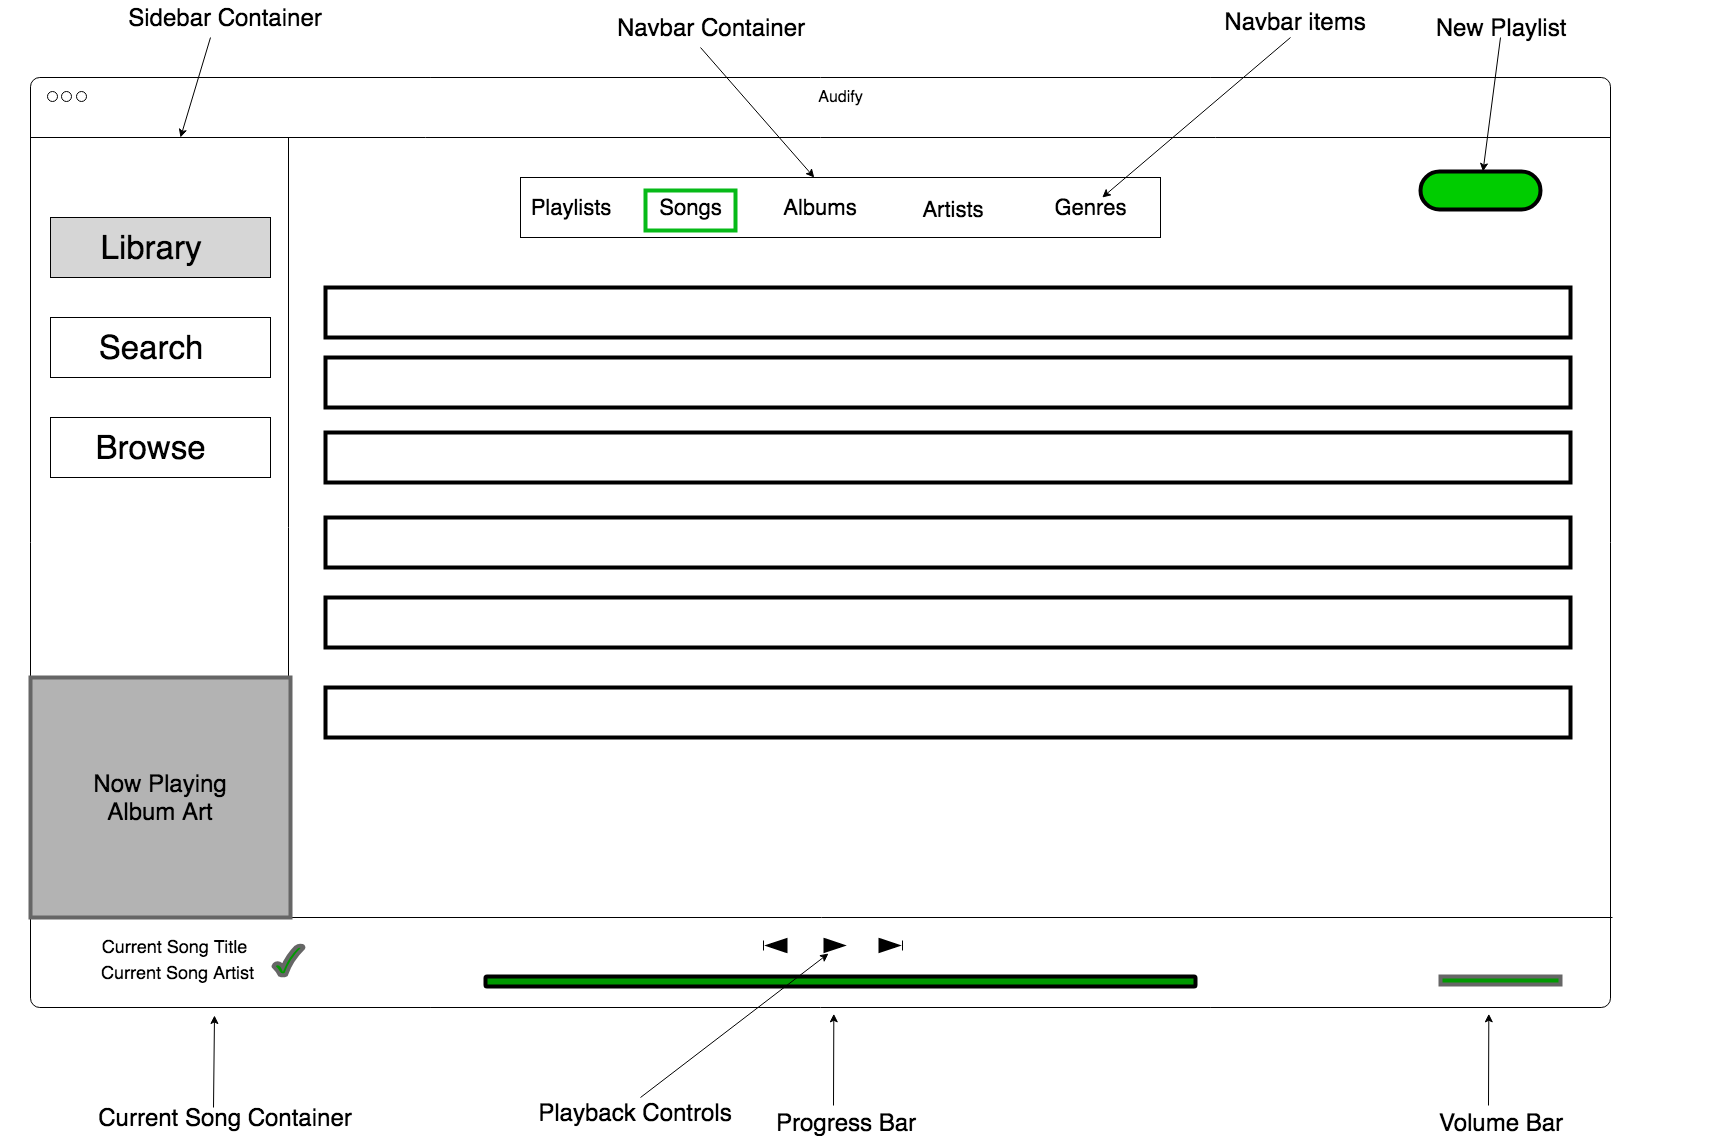 Sidebar Container
Navbar Container
Navbar items
New Playlist
Audify
Playlists
Songs
Albums
Artists
Genres
Library
Search
Browse
Now Playing
Album Art
Current Song Title
Current Song Artist
Current Song Container
Playback Controls
Progress Bar
Volume Bar